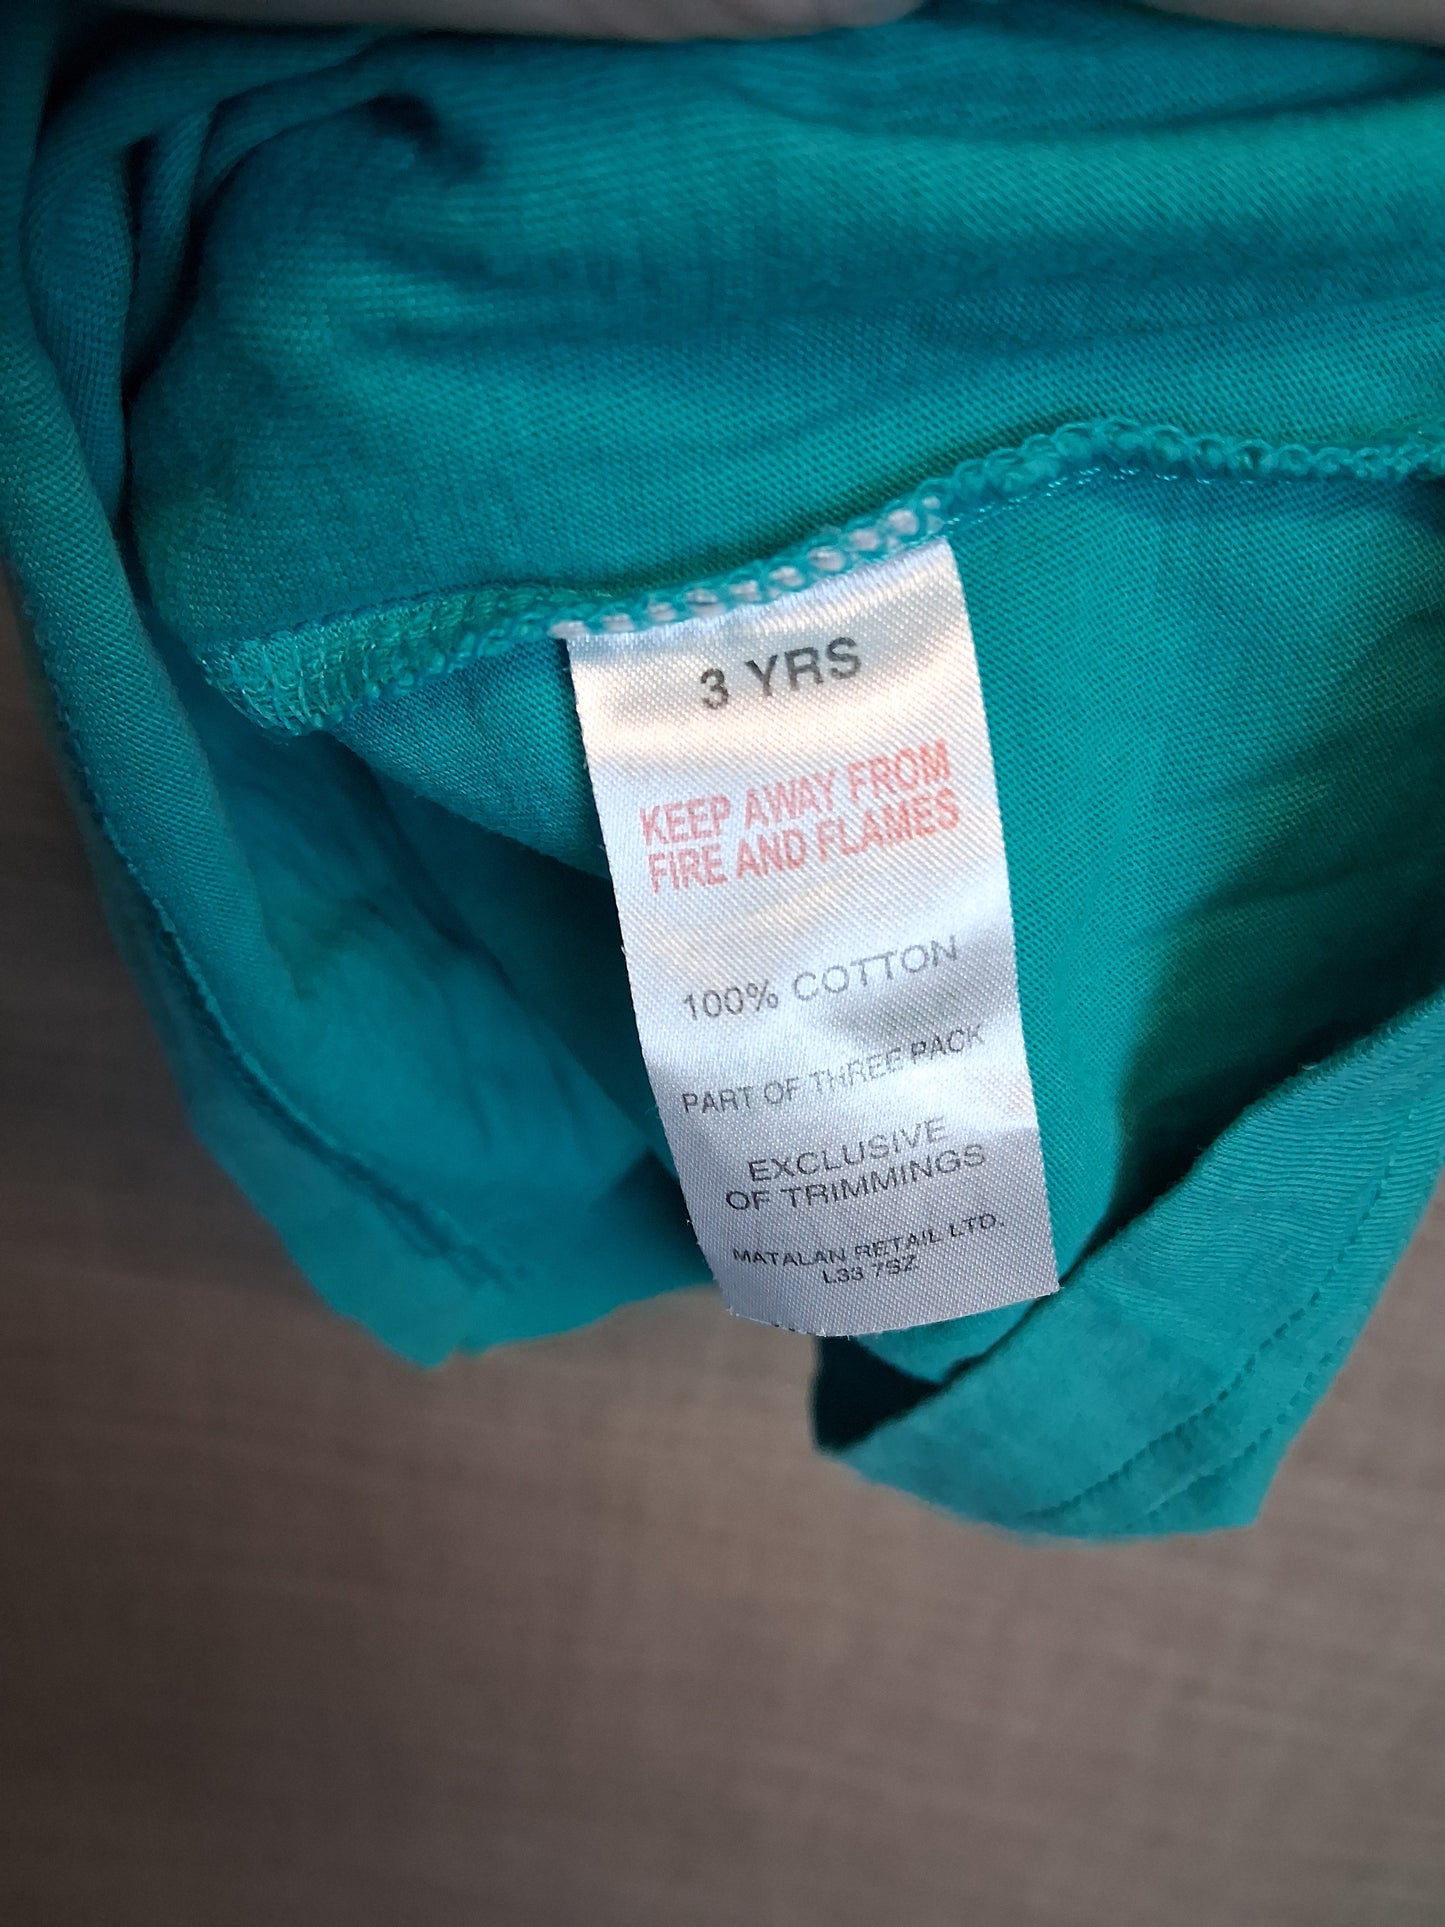 3 YRS
KEEP AWAY FROM
FIRE AND FLAMES
100% COTTON
PART OF THREE PACK
EXCLUSIVE
OF TRIMMINGS
MATALAN RETAIL LTD.
L33 7SZ